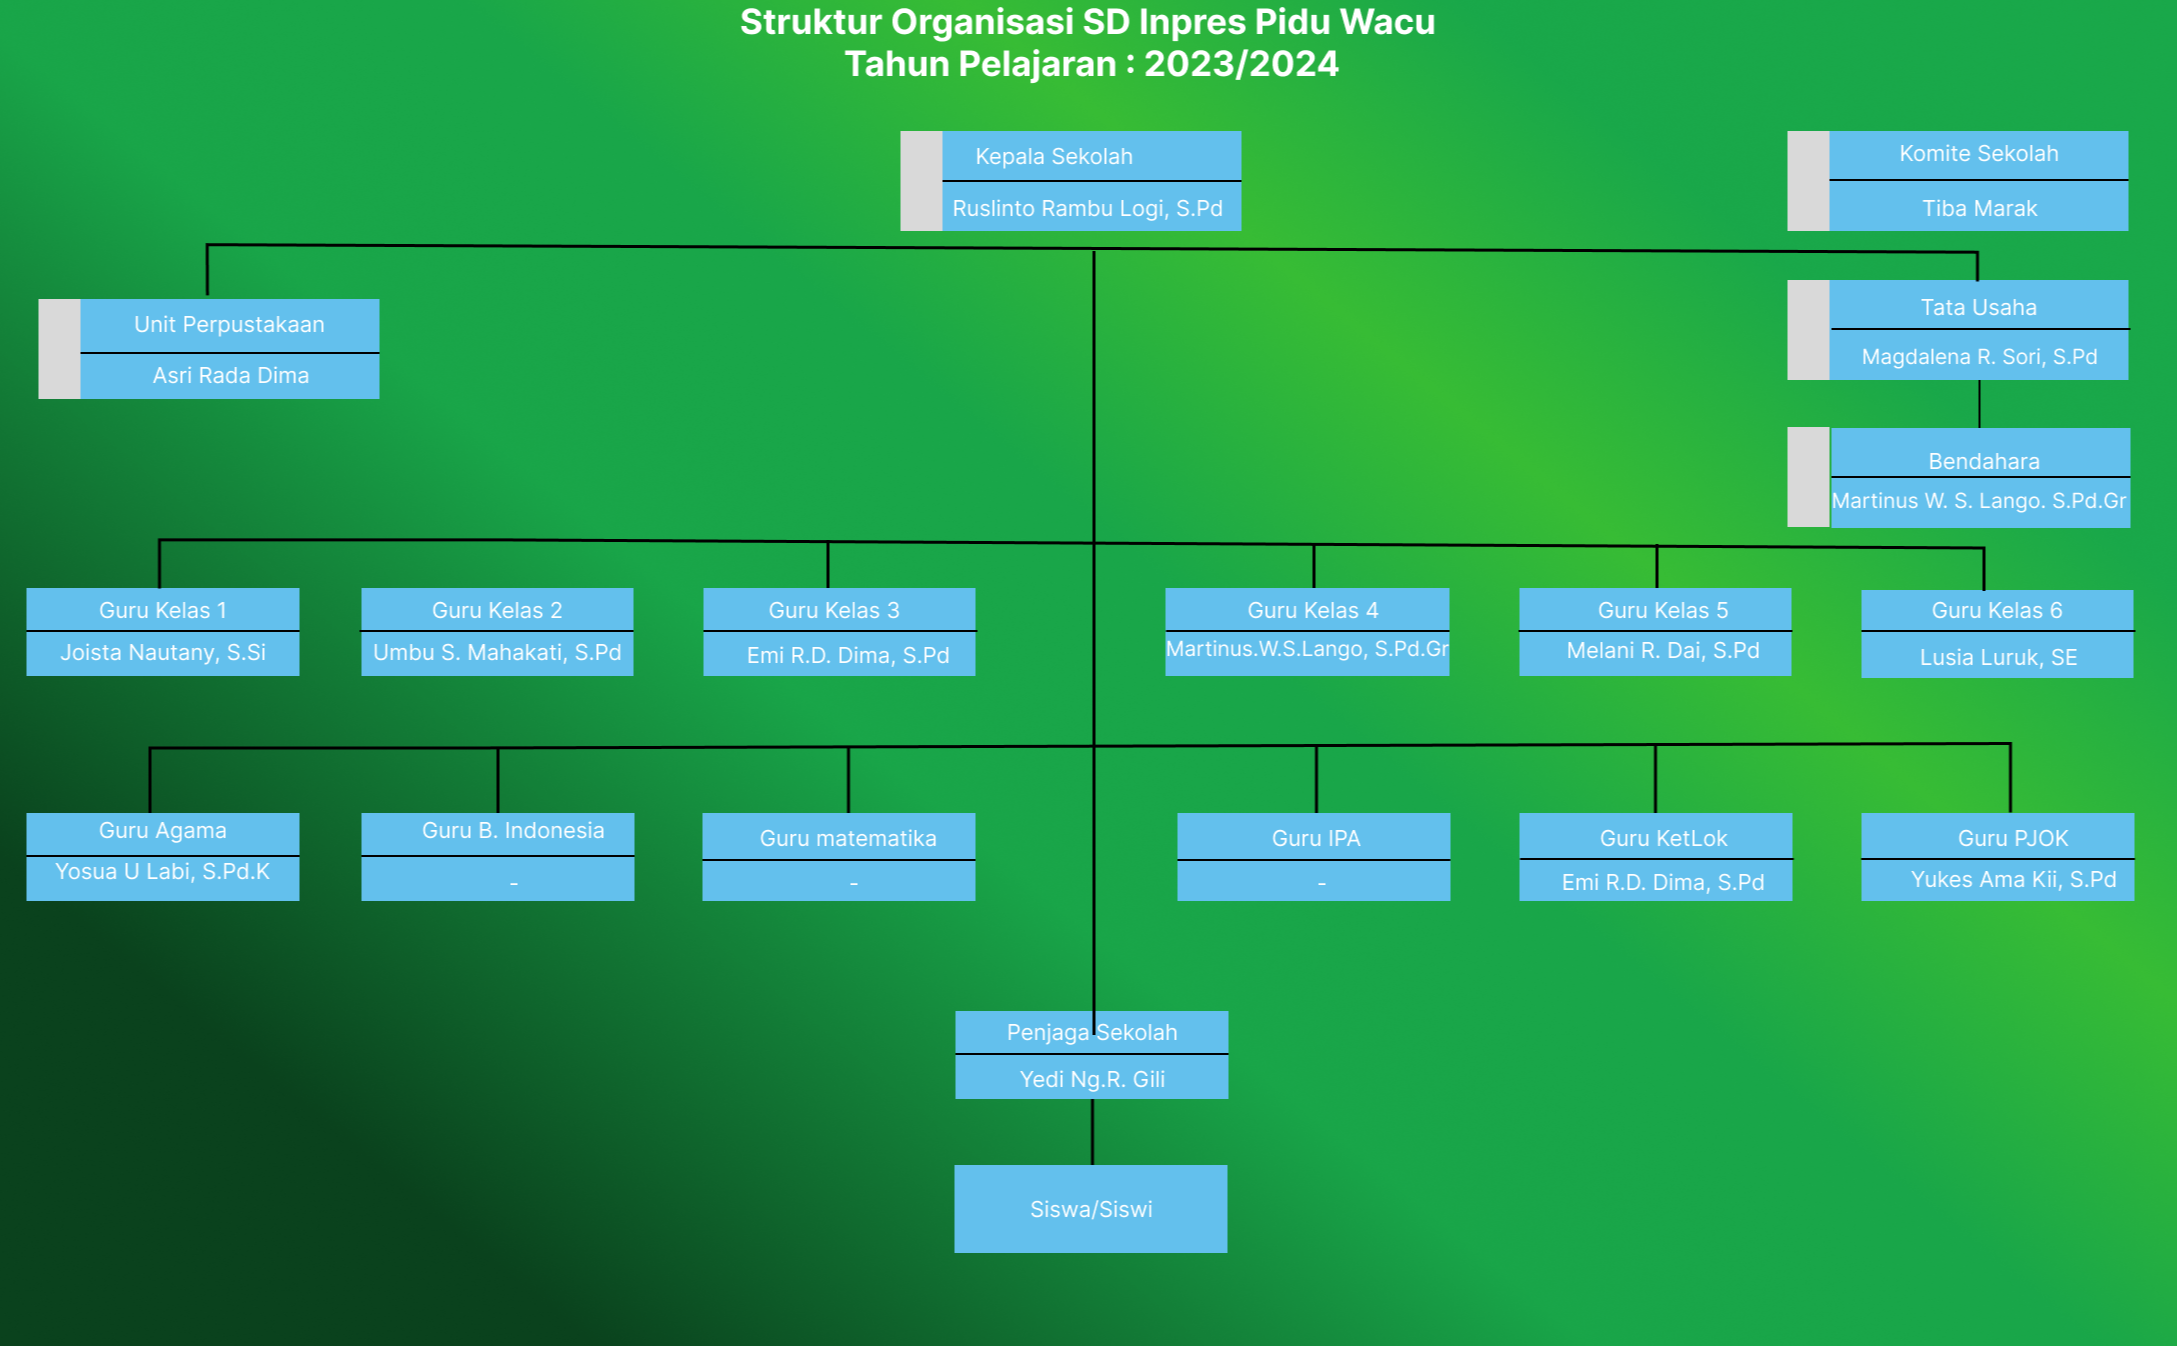 Struktur Organisasi SD Inpres Pidu Wacu
Tahun Pelajaran : 2023/2024
Kepala Sekolah
Ruslinto Rambu Logi, S.Pd
Komite Sekolah
Tiba Marak
Unit Perpustakaan
Asri Rada Dima
Tata Usaha
Magdalena R. Sori, S.Pd
Bendahara
Martinus W. S. Lango. S.Pd.Gr
Guru Kelas 1
Joista Nautany, S.Si
Guru Kelas 2
Umbu S. Mahakati, S.Pd
Guru Kelas 3
Emi R.D. Dima, S.Pd
Guru Kelas 4
Martinus.W.S.Lango, S.Pd.Gr
Guru Kelas 5
Melani R. Dai, S.Pd
Guru Kelas 6
Lusia Luruk, SE
Guru Agama
Yosua U Labi, S.Pd.K
Guru B. Indonesia
-
Guru matematika
-
Guru IPA
-
Guru KetLok
Emi R.D. Dima, S.Pd
Guru PJOK
Yukes Ama Kii, S.Pd
Penjaga Sekolah
Yedi Ng.R. Gili
Siswa/Siswi